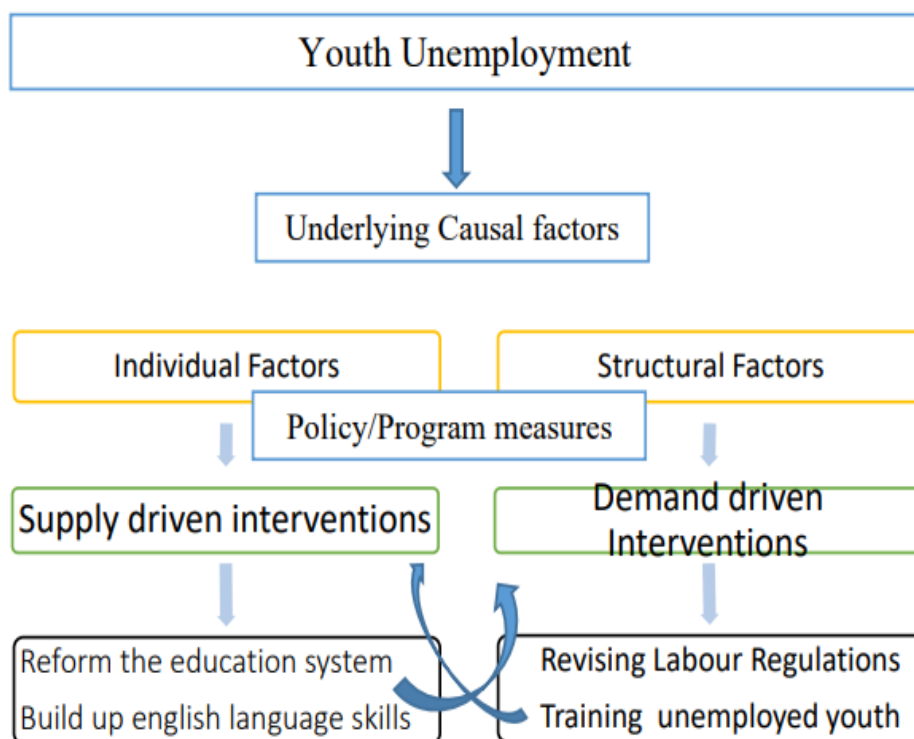 Youth Unemployment
Underlying Causal factors
Individual Factors
Structural Factors
Policy/Program measures
Supply driven interventions
Demand driven
Interventions
Reform the education system
Build up english language skills
Revising Labour Regulations
Training unemployed youth